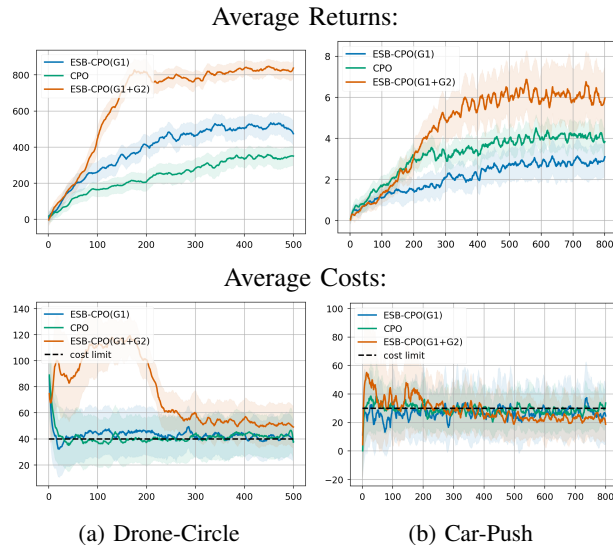 Average Returns:
ESB-CPO(G1)
CPO
ESB-CPO(G1+G2)
800
600
400
200
0
0 100 200 300 400 500
ESB-CPO(G1)
CPO
ESB-CPO(G1+G2)
8
6
4
2
0
0 100 200 300 400 500 600 700 800
Average Costs:
ESB-CPO(G1)
CPO
ESB-CPO(G1+G2)
cost limit
140
120
100
80
60
40
20
0 100 200 300 400 500
ESB-CPO(G1)
CPO
ESB-CPO(G1+G2)
cost limit
100
80
60
40
20
0
−20
0 100 200 300 400 500 600 700 800
(a) Drone-Circle
(b) Car-Push